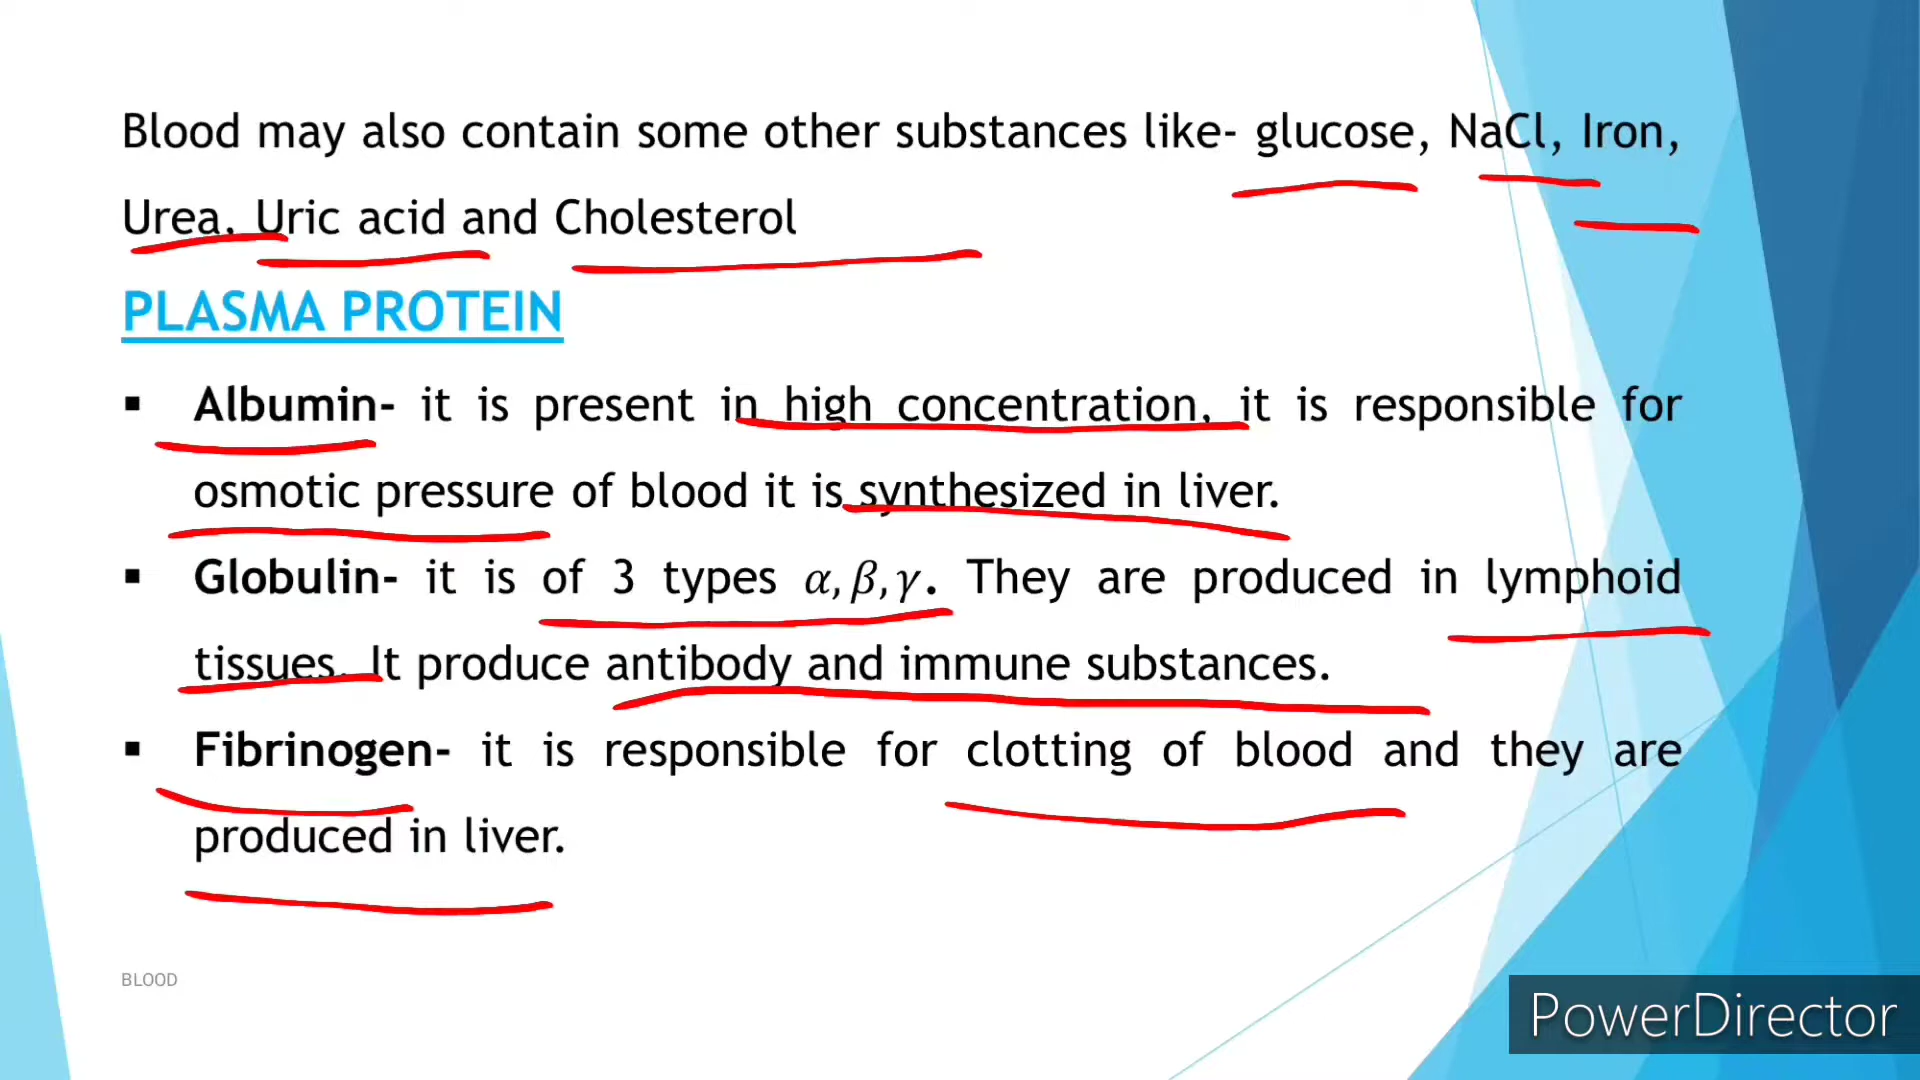 Blood may also contain some other substances like- glucose, NaCl, Iron,
Urea, Uric acid and Cholesterol
PLASMA PROTEIN
▪ Albumin- it is present in high concentration, it is responsible for
osmotic pressure of blood it is synthesized in liver.
▪ Globulin- it is of 3 types α, β, γ. They are produced in lymphoid
tissues. It produce antibody and immune substances.
▪ Fibrinogen- it is responsible for clotting of blood and they are
produced in liver.
BLOOD
PowerDirector